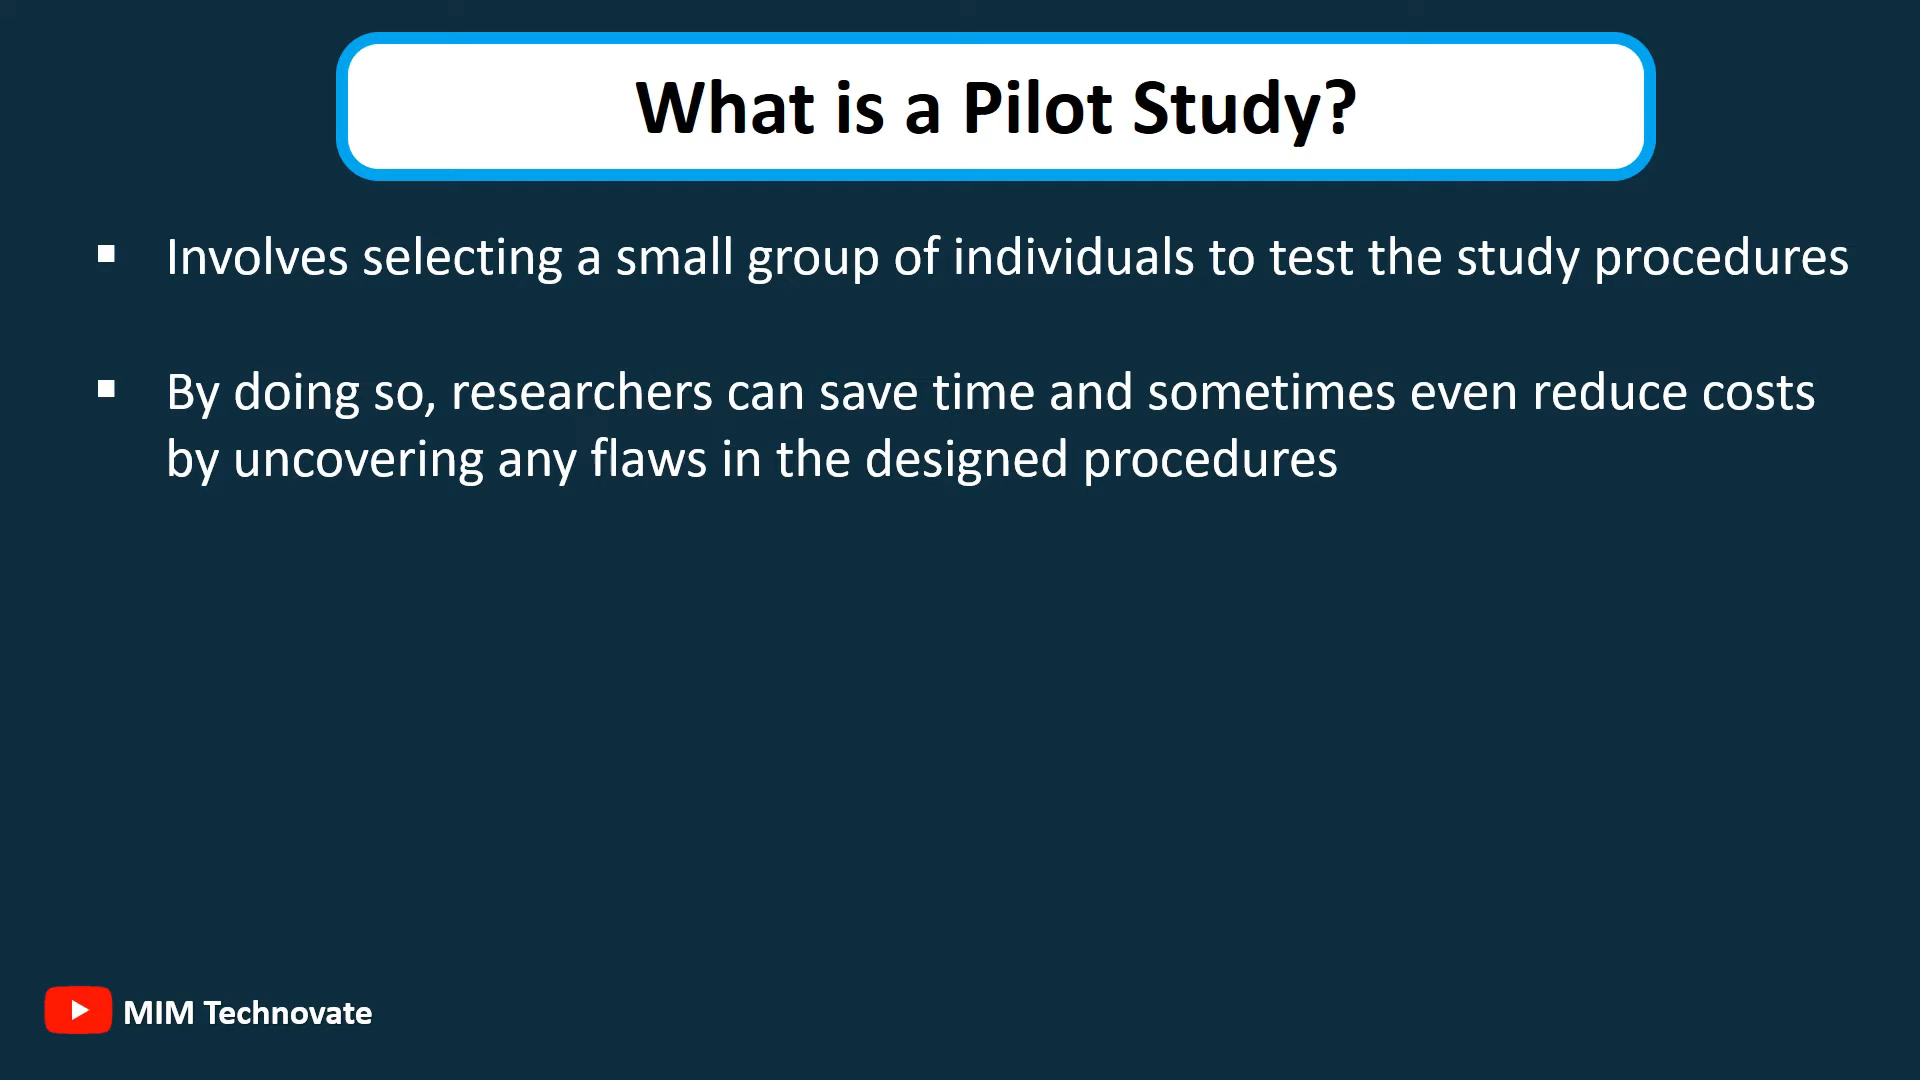 What is a Pilot Study?
▪ Involves selecting a small group of individuals to test the study procedures
▪ By doing so, researchers can save time and sometimes even reduce costs
by uncovering any flaws in the designed procedures
MIM Technovate